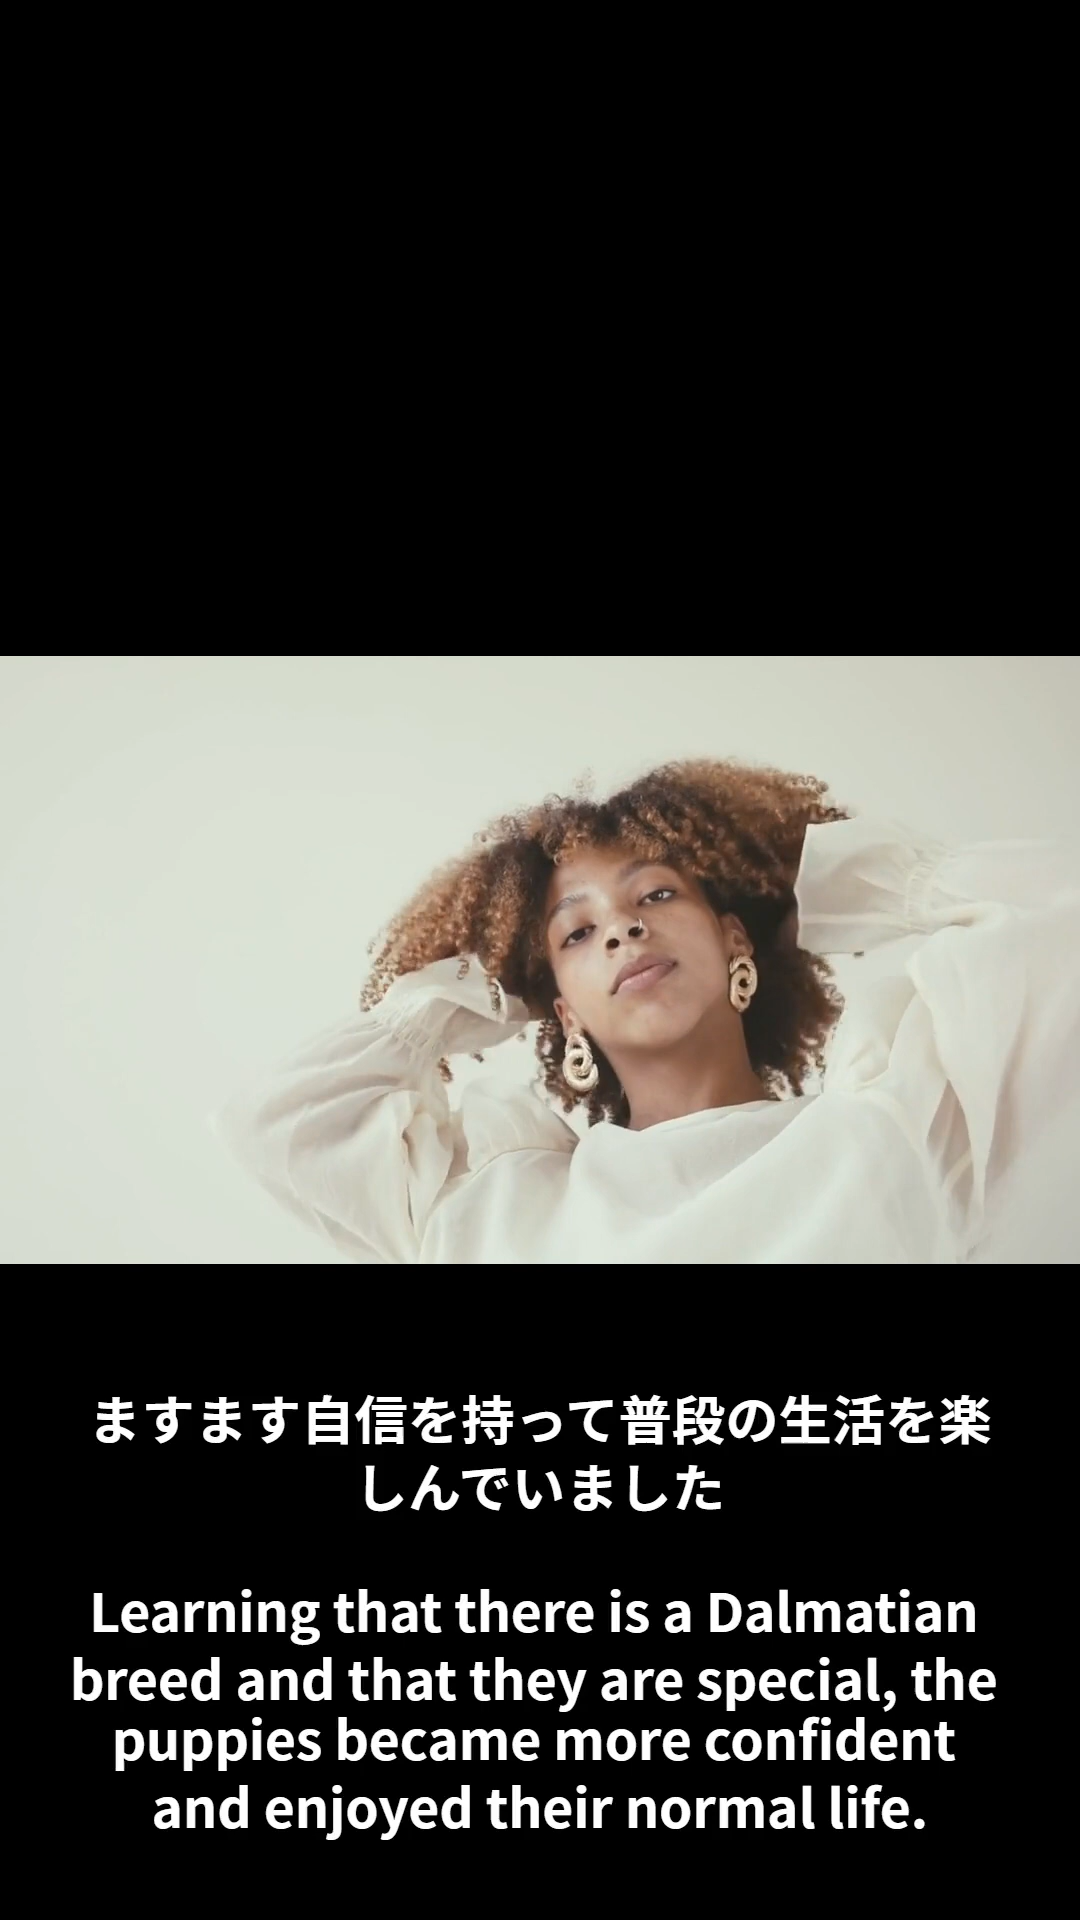 ますます自信を持って普段の生活を楽
しんでいました
Learning that there is a Dalmatian
breed and that they are special, the
puppies became more confident
and enjoyed their normal life.